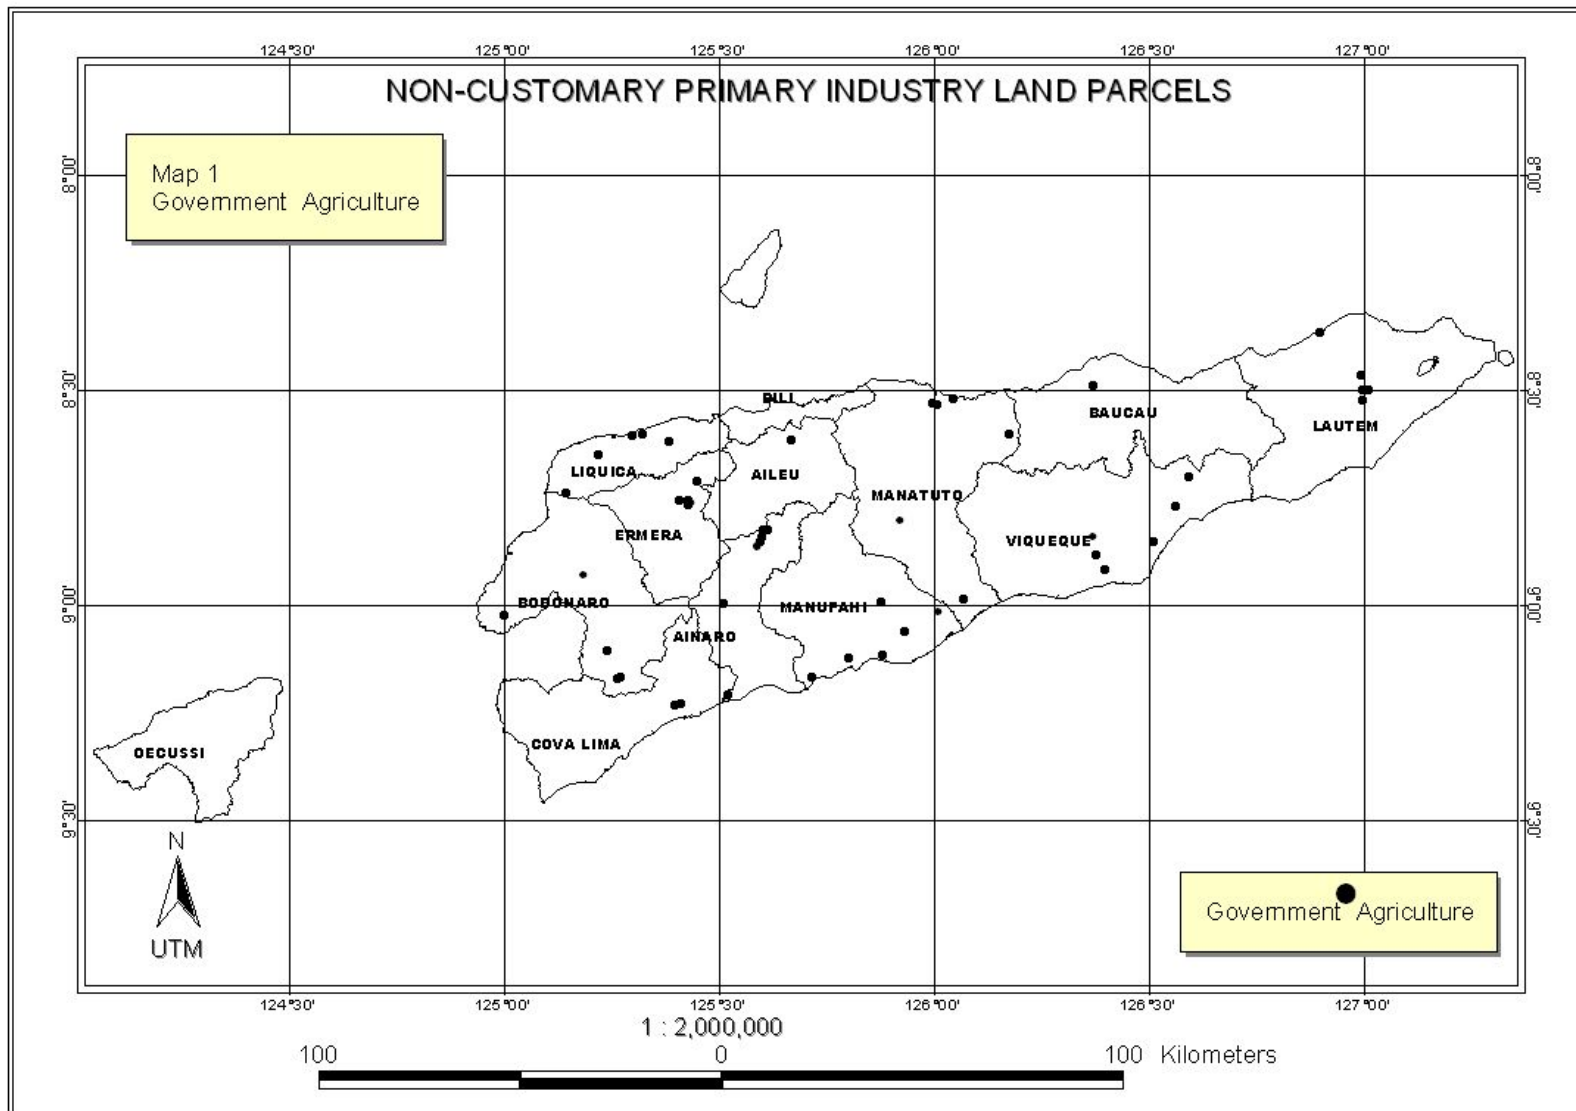 124°30' 125°00' 125°30' 126°00' 126°30' 127°00'
NON-CUSTOMARY PRIMARY INDUSTRY LAND PARCELS
Map 1
Government Agriculture
8°00' 8°00'
8°30' 8°30'
DILI
BAUCAU
LAUTEM
LIQUICA
AILEU
MANATUTO
ERMERA
VIQUEQUE
BOBONARO
MANUFAHI
9°00' 9°00'
AINARO
COVA LIMA
OECUSSI
9°30' 9°30'
N
UTM
Government Agriculture
124°30' 125°00' 125°30' 126°00' 126°30' 127°00'
1 : 2,000,000
100 0 100 Kilometers